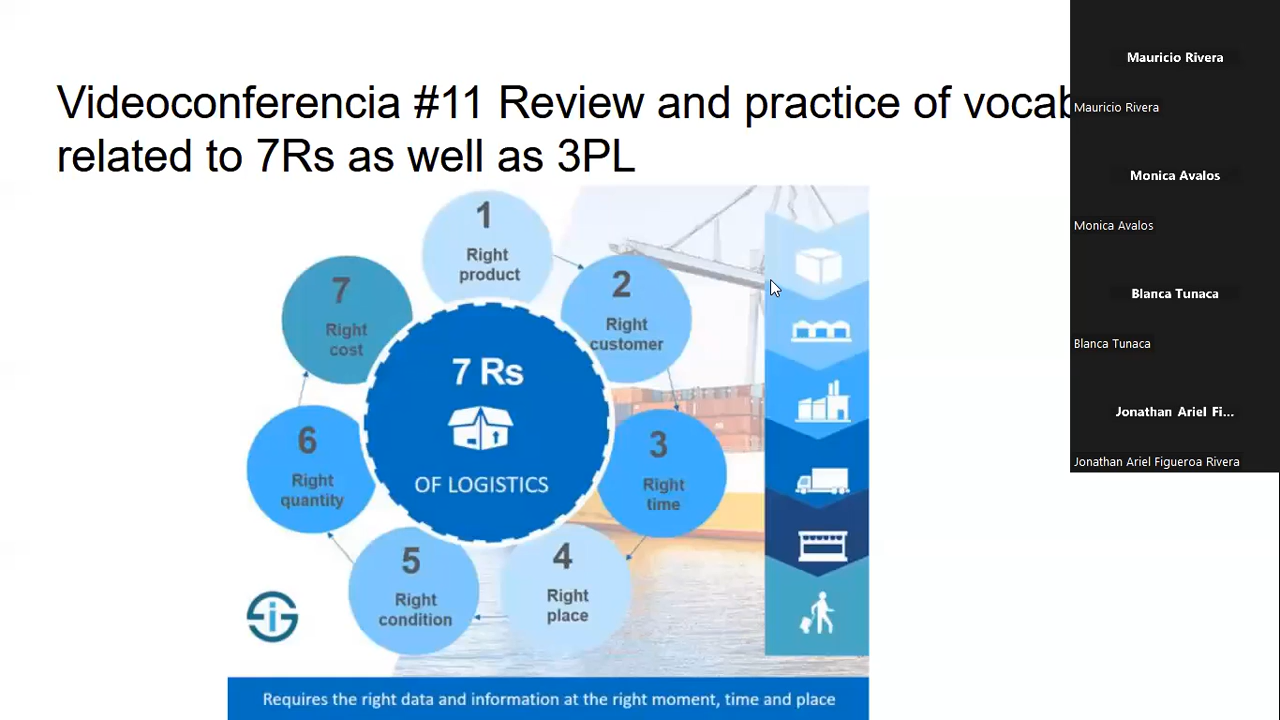 Videoconferencia #11 Review and practice of vocab
related to 7Rs as well as 3PL
1
Right
product
2
Right
customer
3
Right
time
4
Right
place
5
Right
condition
6
Right
quantity
7
Right
cost
7 Rs
OF LOGISTICS
Requires the right data and information at the right moment, time and place
Mauricio Rivera
Mauricio Rivera
Monica Avalos
Monica Avalos
Blanca Tunaca
Blanca Tunaca
Jonathan Ariel Fi...
Jonathan Ariel Figueroa Rivera